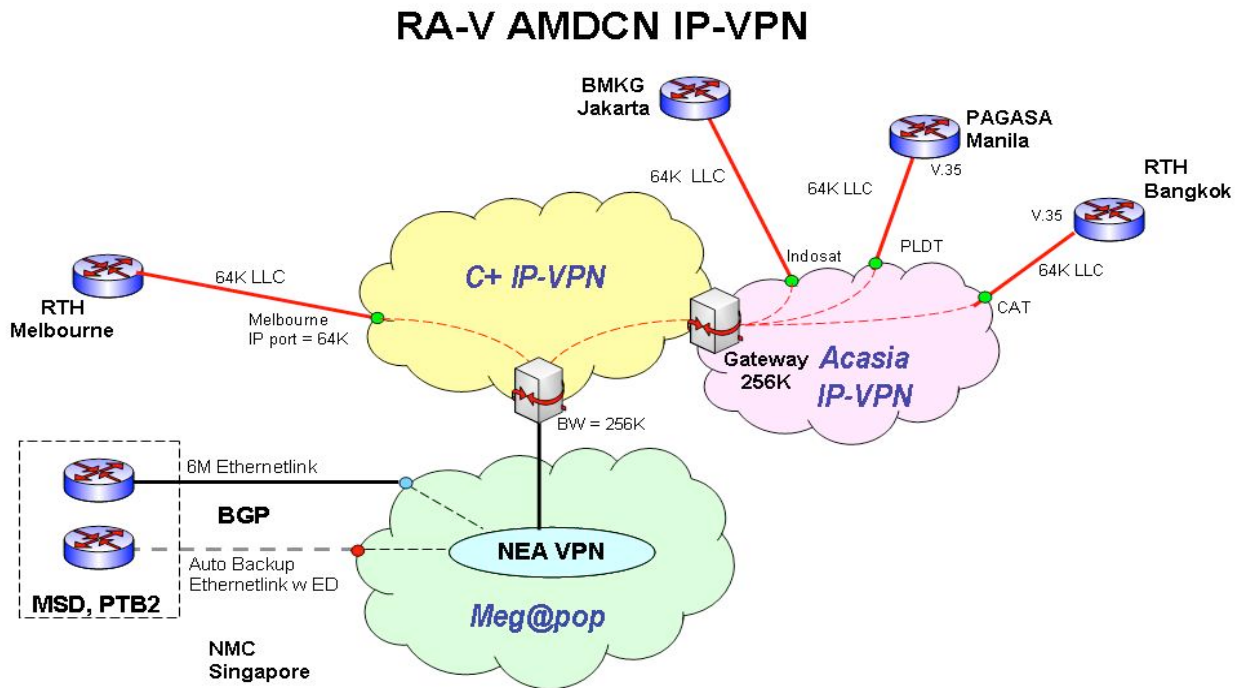 RA-V AMDCN IP-VPN
BMKG
Jakarta
PAGASA
Manila
V.35
RTH
Bangkok
V.35
64K LLC
64K LLC
64K LLC
Indosat
PLDT
CAT
RTH
Melbourne
64K LLC
Melbourne
IP port = 64K
C+ IP-VPN
Gateway
256K
Acasia
IP-VPN
BW = 256K
6M Ethernetlink
BGP
Auto Backup
Ethernetlink w ED
NEA VPN
MSD, PTB2
Meg@pop
NMC
Singapore